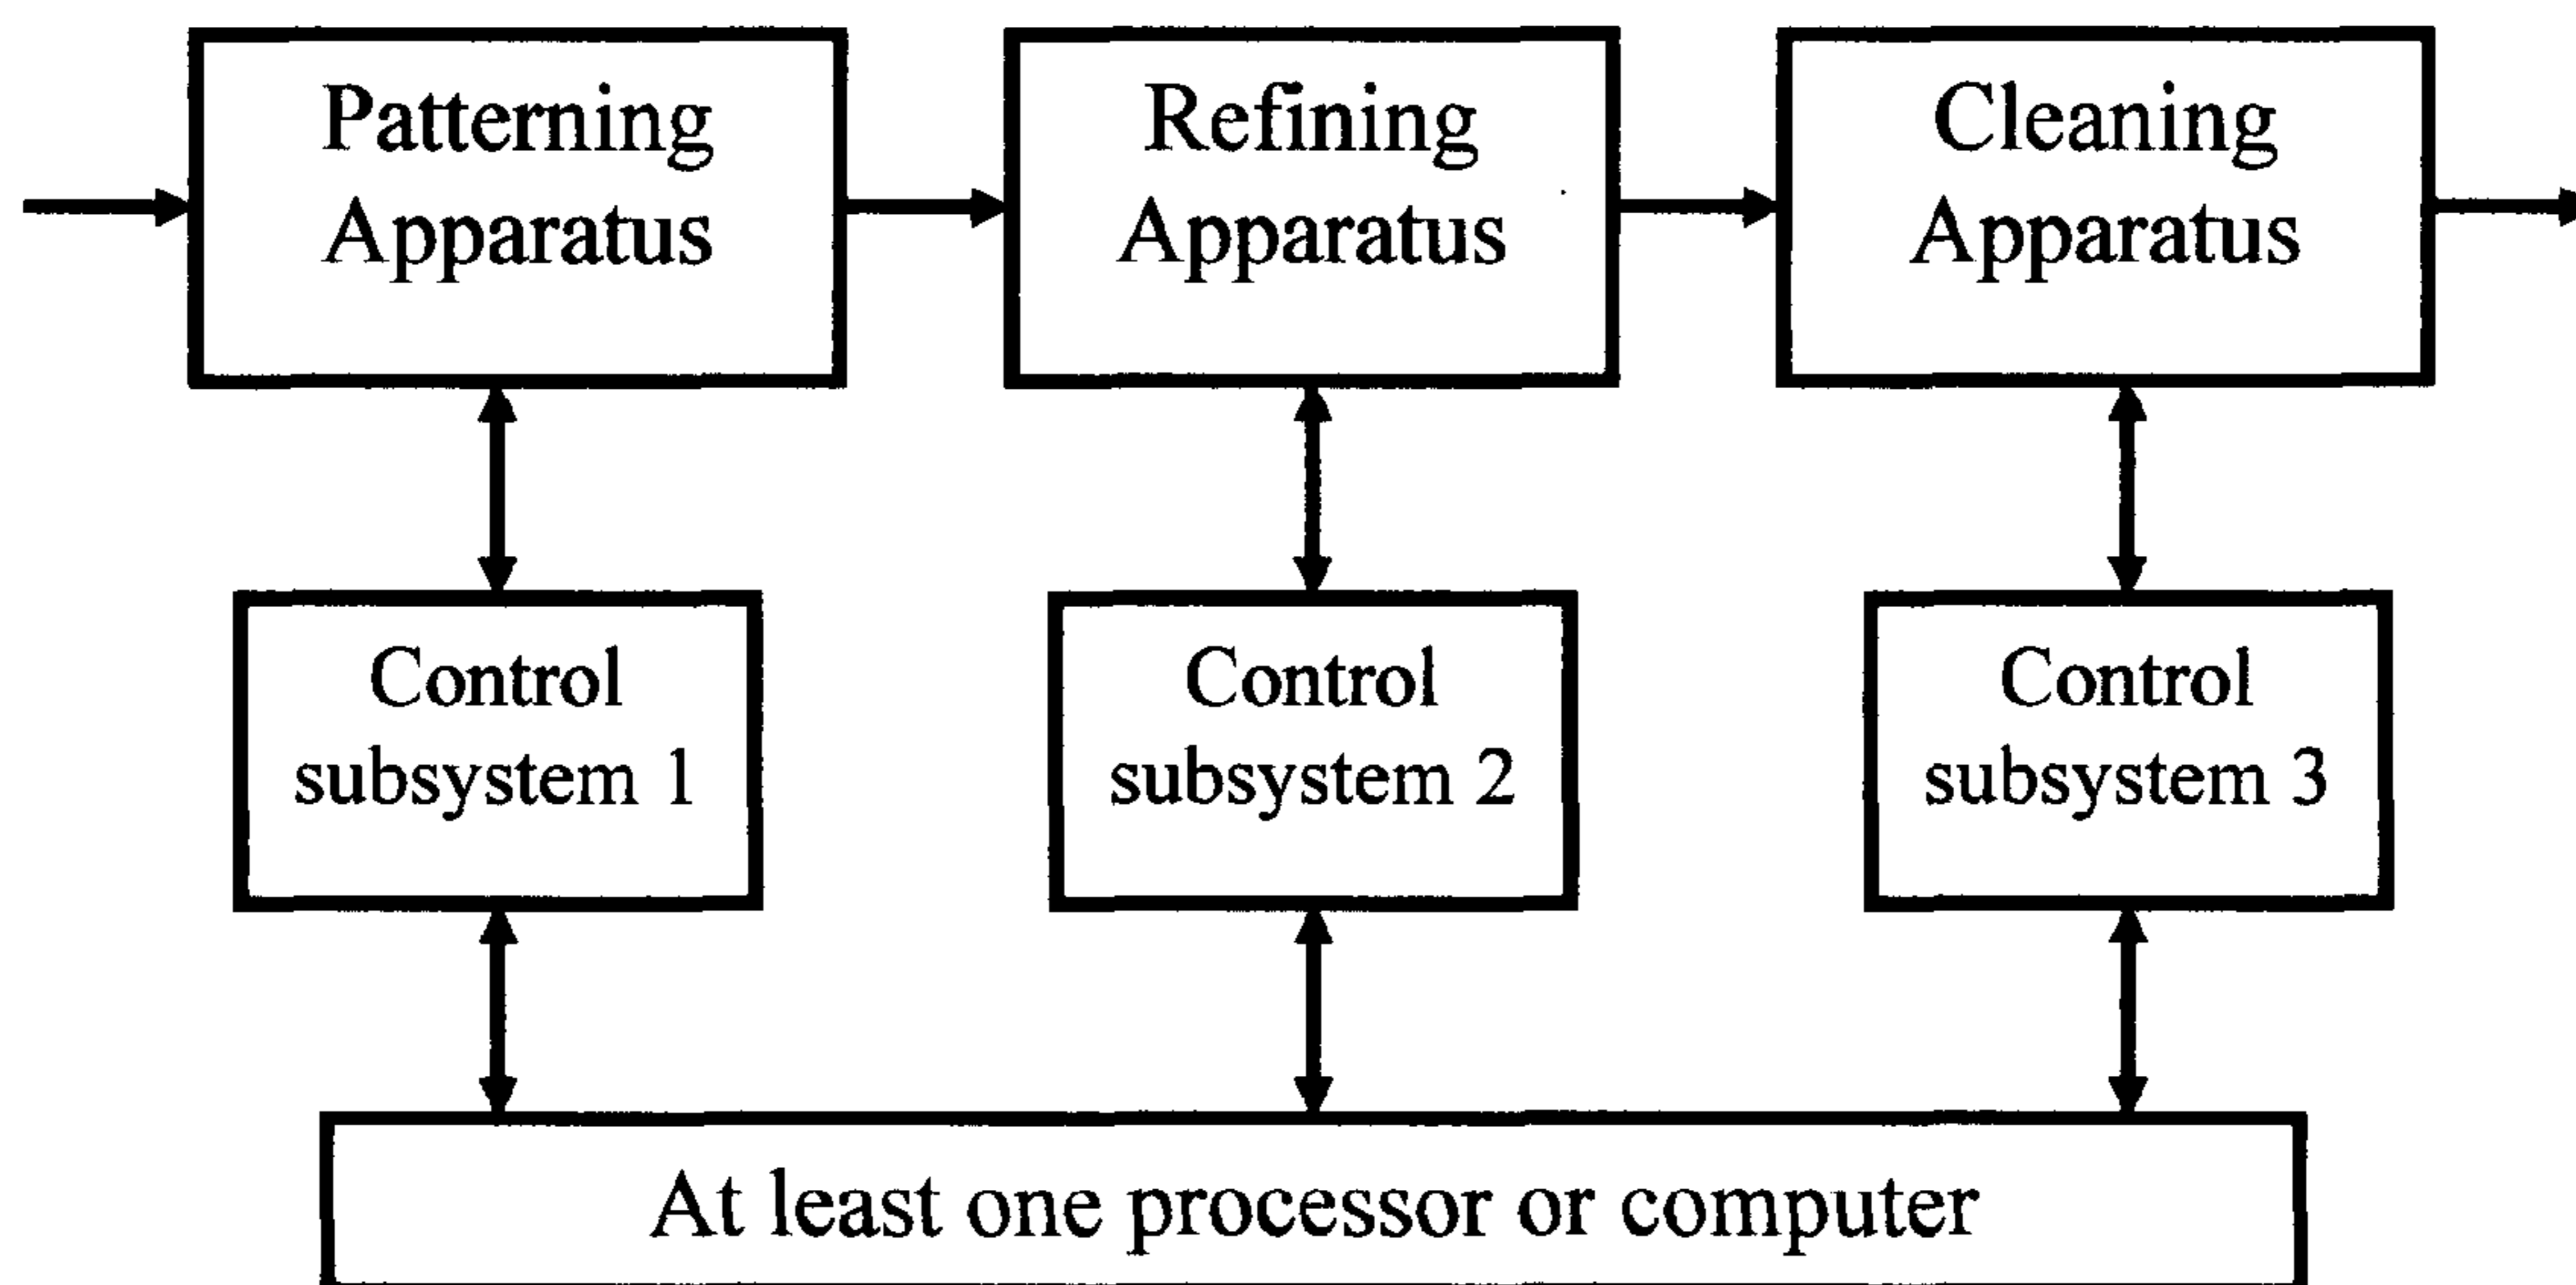 Patterning
Apparatus
Refining
Apparatus
Cleaning
Apparatus
Control
subsystem 1
Control
subsystem 2
Control
subsystem 3
At least one processor or computer